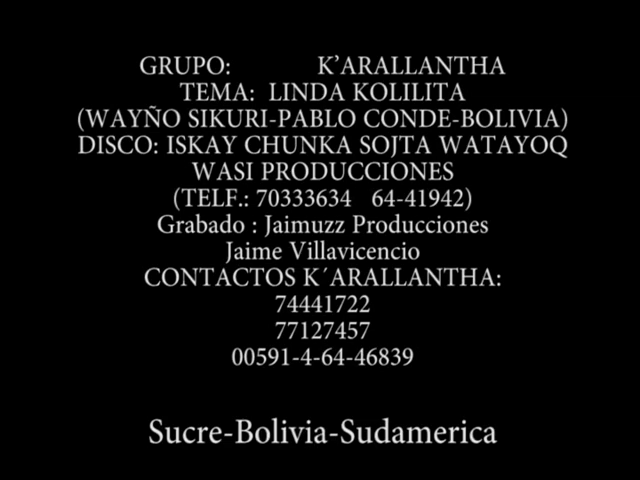 GRUPO: K’ARALLANTHA
TEMA: LINDA KOLILITA
(WAYÑO SIKURI-PABLO CONDE-BOLIVIA)
DISCO: ISKAY CHUNKA SOJTA WATAYOQ
WASI PRODUCCIONES
(TELF.: 70333634 64-41942)
Grabado : Jaimuzz Producciones
Jaime Villavicencio
CONTACTOS K´ARALLANTHA:
74441722
77127457
00591-4-64-46839
Sucre-Bolivia-Sudamerica